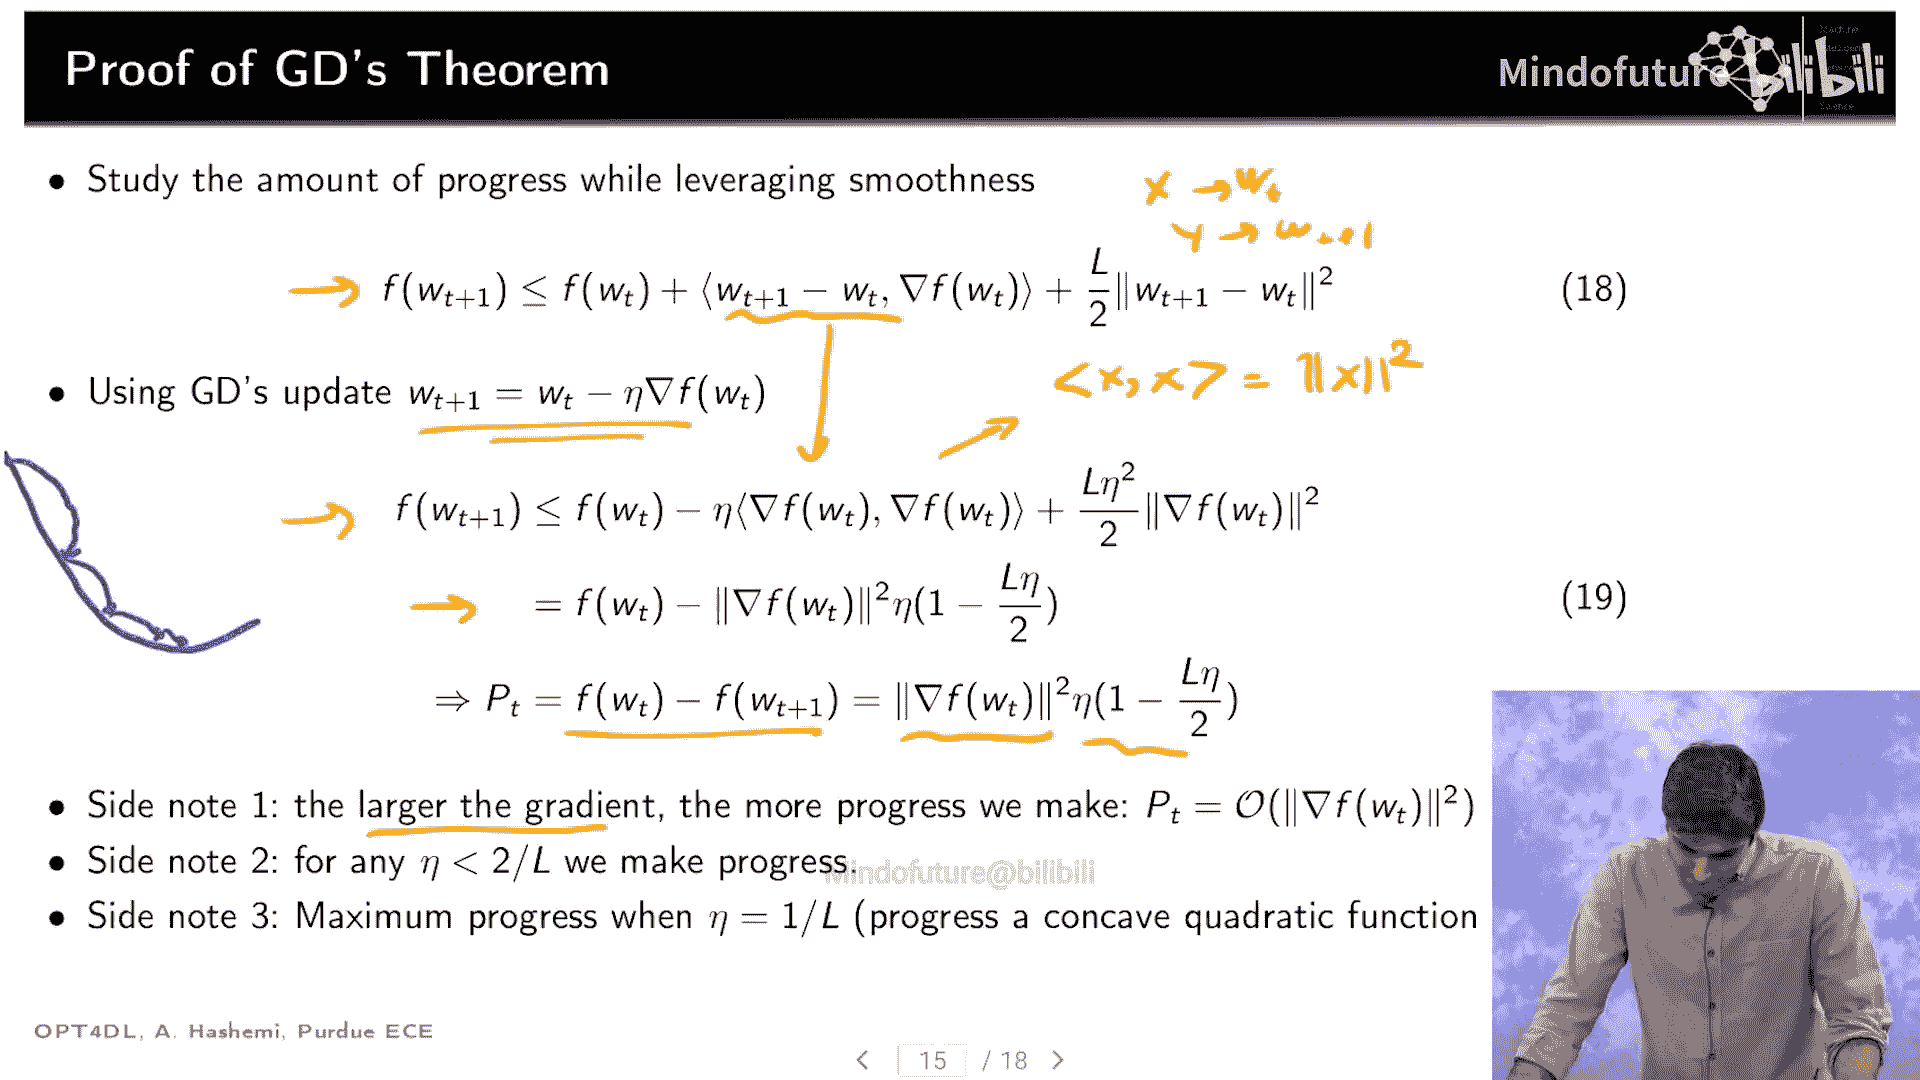 Proof of GD's Theorem
Mindofuture bilibili
• Study the amount of progress while leveraging smoothness
x → w_t
y → w_{t+1}
→ f(w_{t+1}) ≤ f(w_t) + ⟨w_{t+1} − w_t, ∇f(w_t)⟩ + L/2 ‖w_{t+1} − w_t‖² (18)
<x, x> = ‖x‖²
• Using GD's update w_{t+1} = w_t − η∇f(w_t)
→ f(w_{t+1}) ≤ f(w_t) − η⟨∇f(w_t), ∇f(w_t)⟩ + Lη²/2 ‖∇f(w_t)‖²
→ = f(w_t) − ‖∇f(w_t)‖²η(1 − Lη/2) (19)
⇒ P_t = f(w_t) − f(w_{t+1}) = ‖∇f(w_t)‖²η(1 − Lη/2)
• Side note 1: the larger the gradient, the more progress we make: P_t = O(‖∇f(w_t)‖²)
• Side note 2: for any η < 2/L we make progress.
Mindofuture@bilibili
• Side note 3: Maximum progress when η = 1/L (progress a concave quadratic function
OPT4DL, A. Hashemi, Purdue ECE
< 15 / 18 >